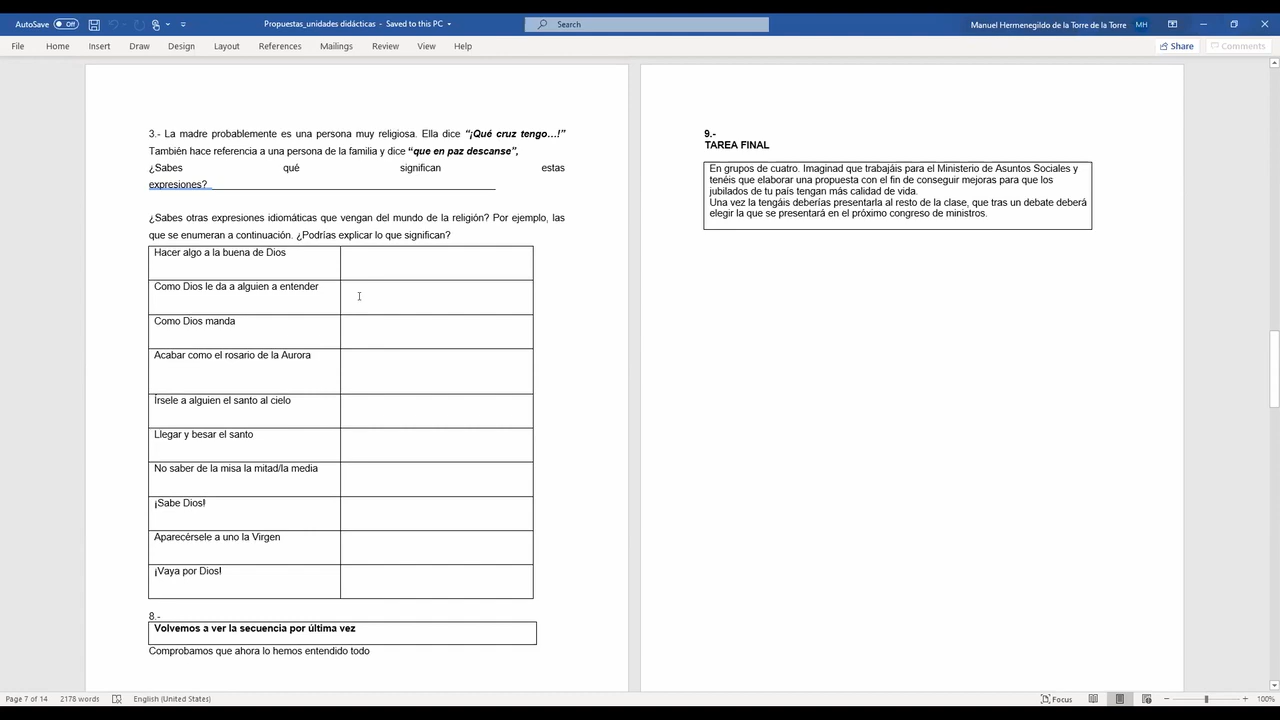 AutoSave Off Propuestas_unidades didácticas - Saved to this PC Search Manuel Hermenegildo de la Torre de la Torre MH
File Home Insert Draw Design Layout References Mailings Review View Help Share Comments
3.- La madre probablemente es una persona muy religiosa. Ella dice “¡Qué cruz tengo…!”
También hace referencia a una persona de la familia y dice “que en paz descanse”,
¿Sabes qué significan estas
expresiones?
¿Sabes otras expresiones idiomáticas que vengan del mundo de la religión? Por ejemplo, las
que se enumeran a continuación. ¿Podrías explicar lo que significa?
Hacer algo a la buena de Dios
Como Dios le da a alguien a entender
Como Dios manda
Acabar como el rosario de la Aurora
Írsele a alguien el santo al cielo
Llegar y besar el santo
No saber de la misa la mitad/la media
¡Sabe Dios!
Aparecérsele a uno la Virgen
¡Vaya por Dios!
8.-
Volvemos a ver la secuencia por última vez
Comprobamos que ahora lo hemos entendido todo
9.-
TAREA FINAL
En grupos de cuatro. Imaginad que trabajáis para el Ministerio de Asuntos Sociales y
tenéis que elaborar una propuesta con el fin de conseguir mejoras para que los
jubilados de tu país tengan más calidad de vida.
Una vez la tengáis deberías presentarla al resto de la clase, que tras un debate deberá
elegir la que se presentará en el próximo congreso de ministros.
Page 7 of 14 2178 words English (United States) Focus 100%